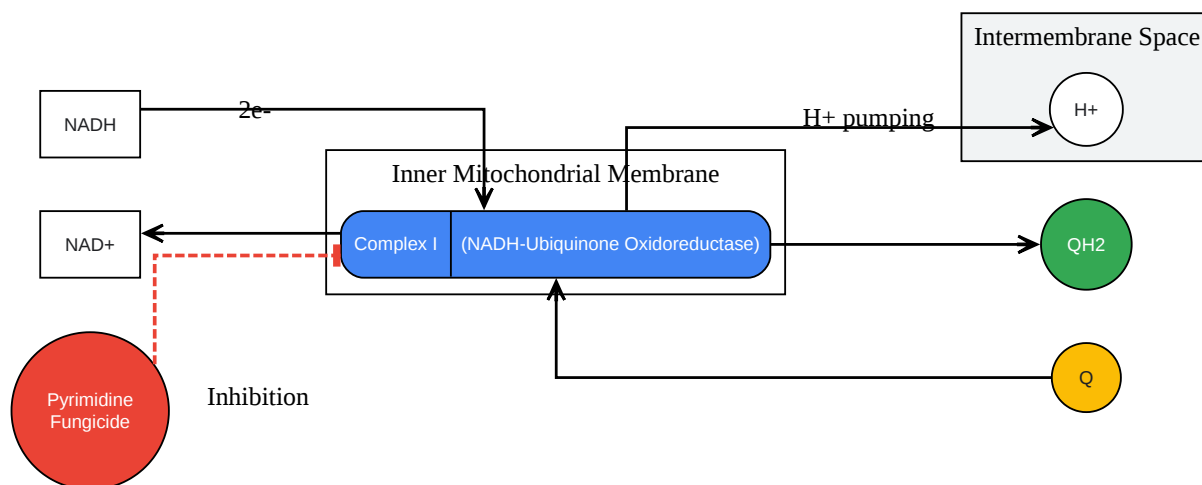 Intermembrane Space
NADH
2e-
H+ pumping
H+
Inner Mitochondrial Membrane
NAD+
Complex I
(NADH-Ubiquinone Oxidoreductase)
QH2
Pyrimidine
Fungicide
Inhibition
Q